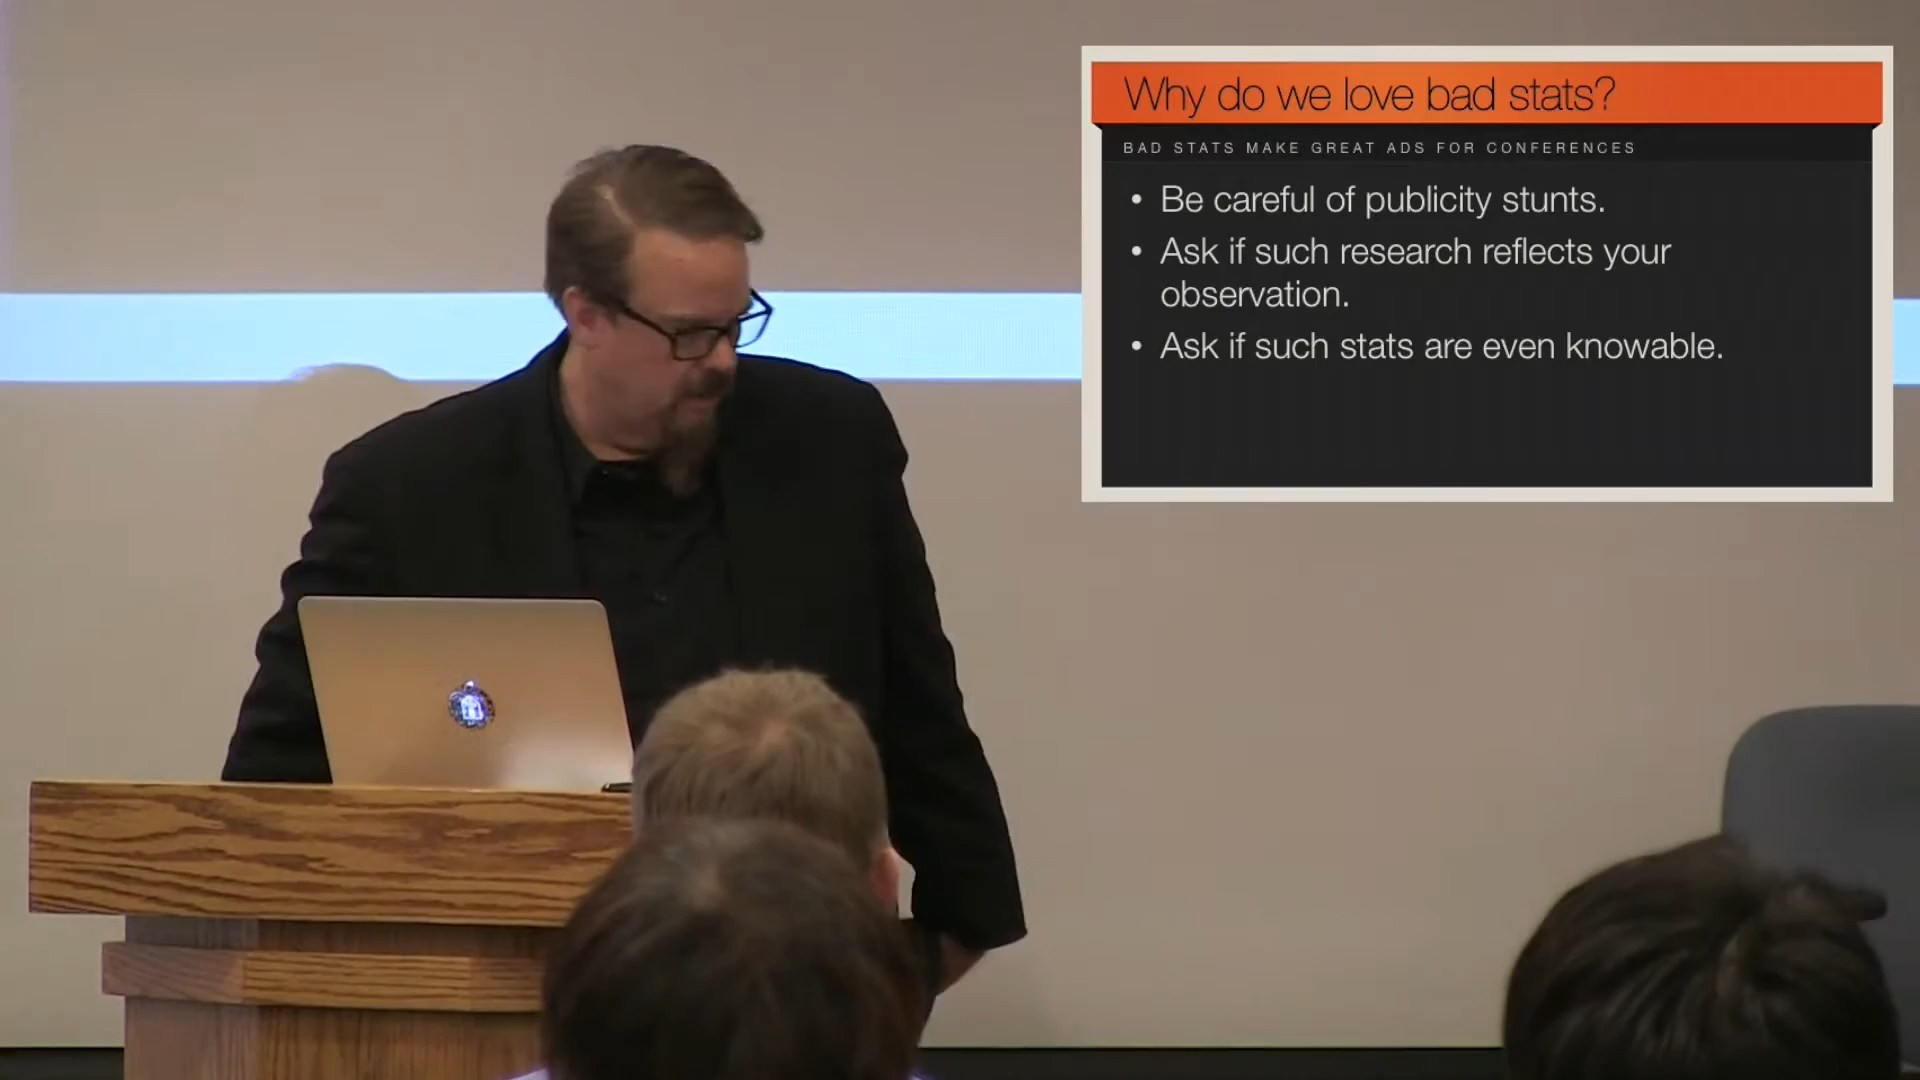 Why do we love bad stats?
BAD STATS MAKE GREAT ADS FOR CONFERENCES
• Be careful of publicity stunts.
• Ask if such research reflects your
observation.
• Ask if such stats are even knowable.